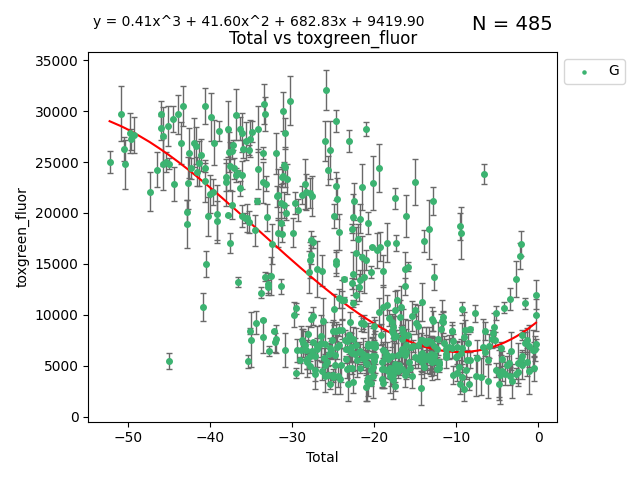 y = 0.41x^3 + 41.60x^2 + 682.83x + 9419.90
N = 485
Total vs toxgreen_fluor
35000
30000
25000
20000
15000
10000
5000
0
toxgreen_fluor
−50 −40 −30 −20 −10 0
Total
G